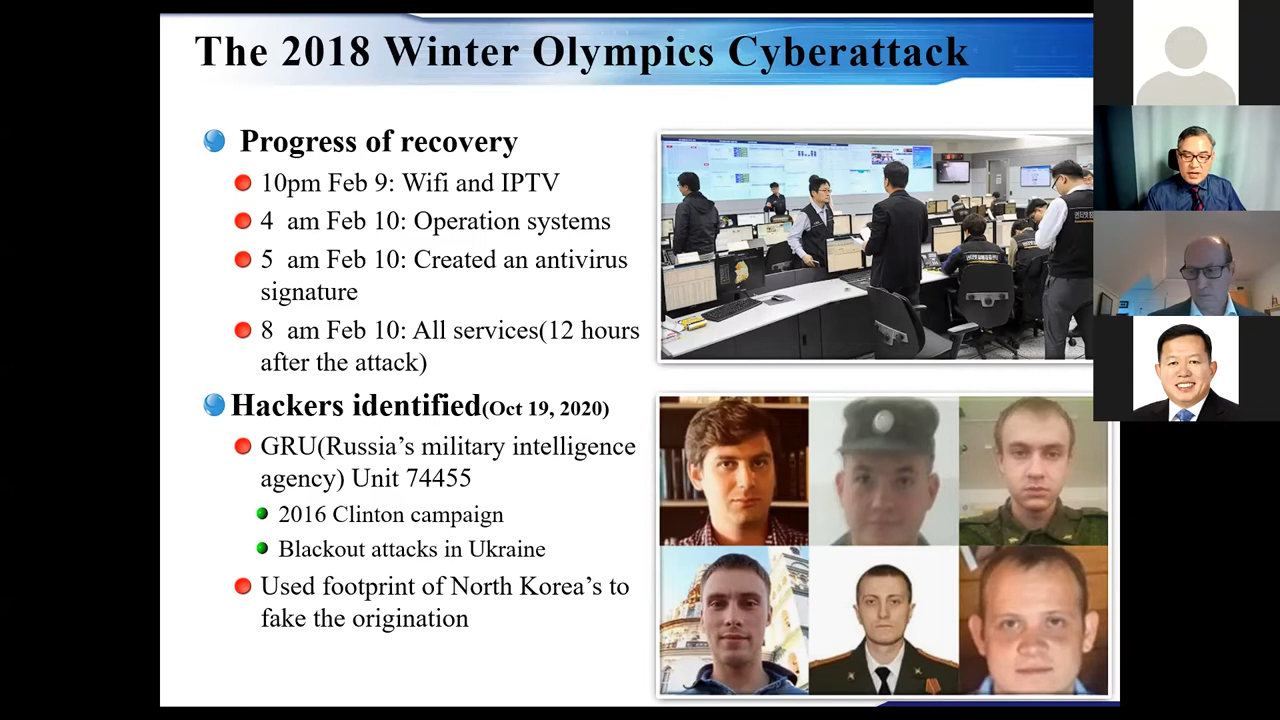 The 2018 Winter Olympics Cyberattack
Progress of recovery
10pm Feb 9: Wifi and IPTV
4 am Feb 10: Operation systems
5 am Feb 10: Created an antivirus
signature
8 am Feb 10: All services(12 hours
after the attack)
Hackers identified(Oct 19, 2020)
GRU(Russia's military intelligence
agency) Unit 74455
2016 Clinton campaign
Blackout attacks in Ukraine
Used footprint of North Korea's to
fake the origination